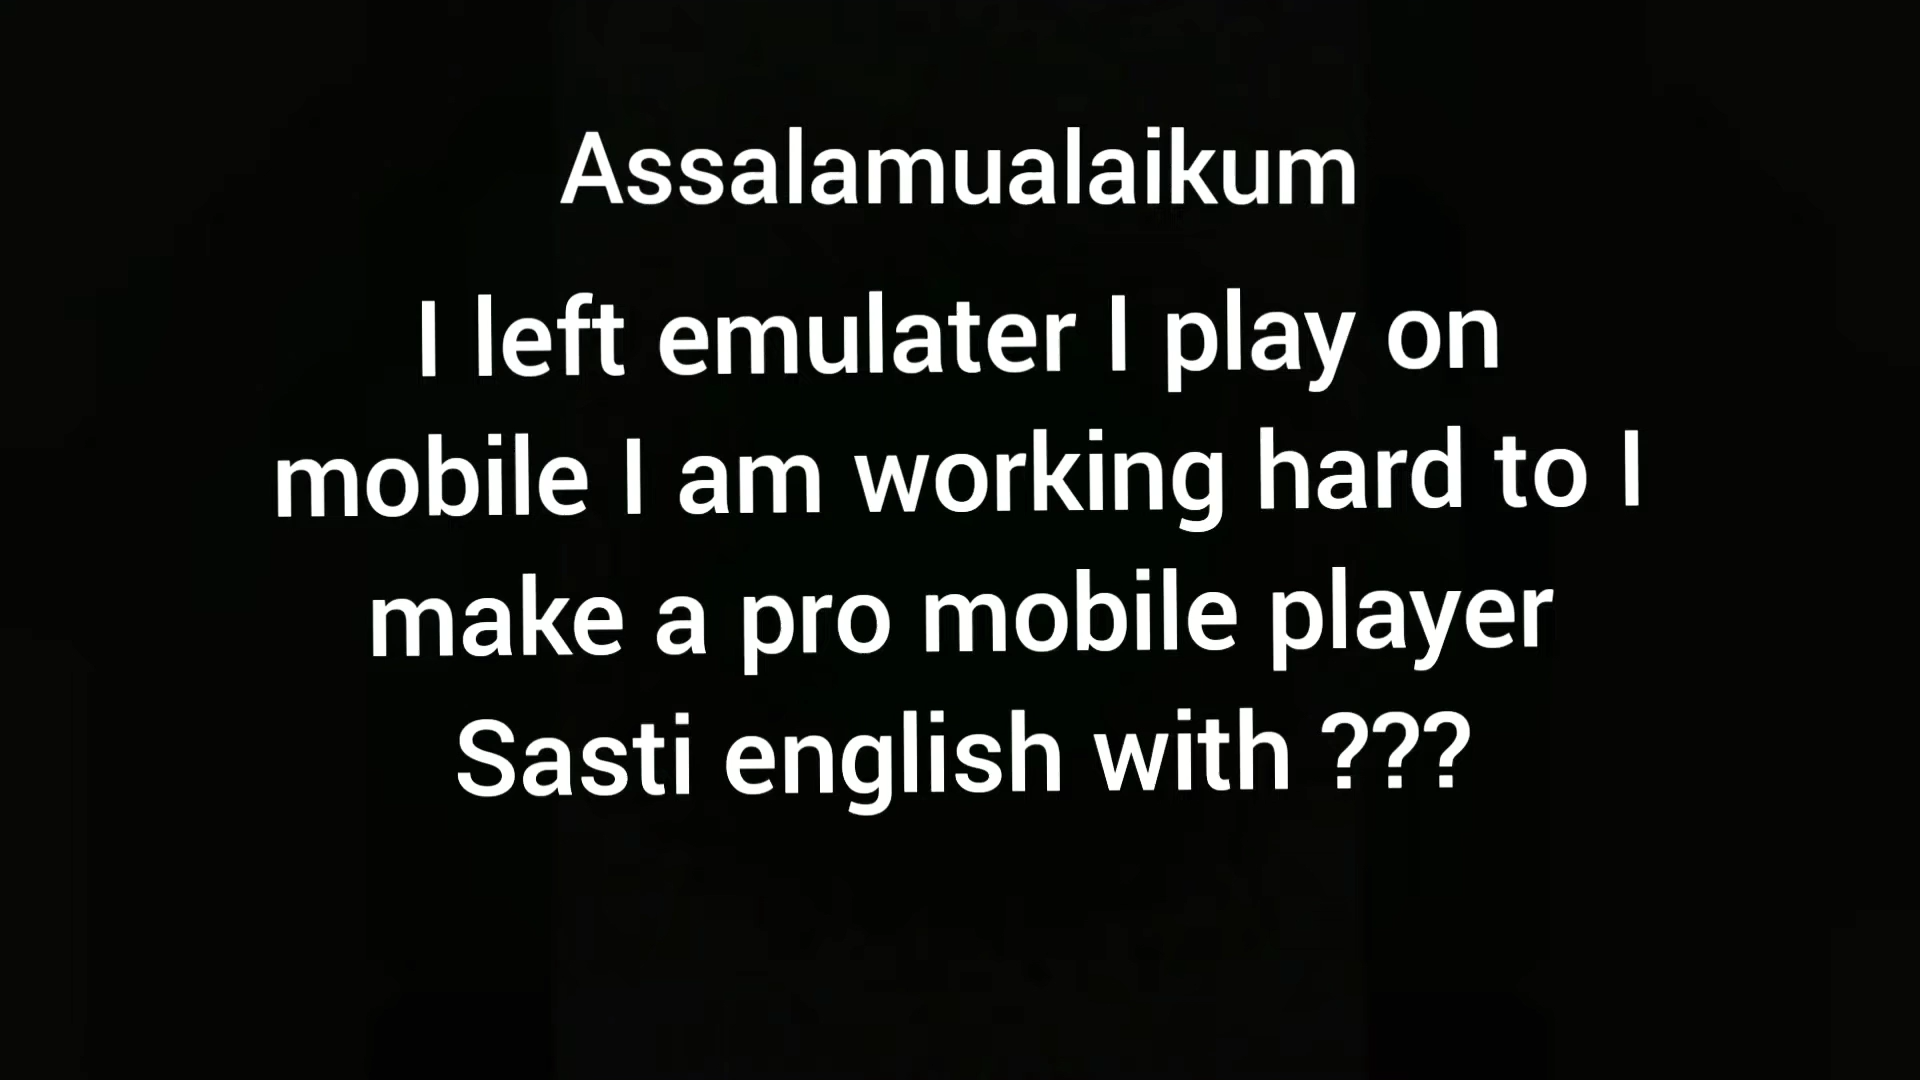 Assalamualaikum
I left emulater I play on
mobile I am working hard to I
make a pro mobile player
Sasti english with ???